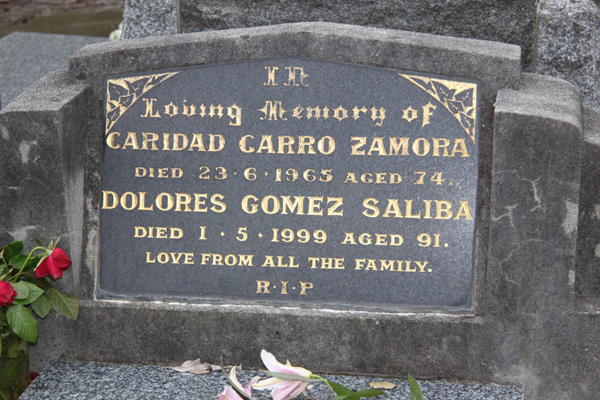 In
Loving Memory of
CARIDAD CARRO ZAMORA
DIED 23·6·1965 AGED 74.
DOLORES GOMEZ SALIBA
DIED 1·5·1999 AGED 91.
LOVE FROM ALL THE FAMILY.
R·I·P